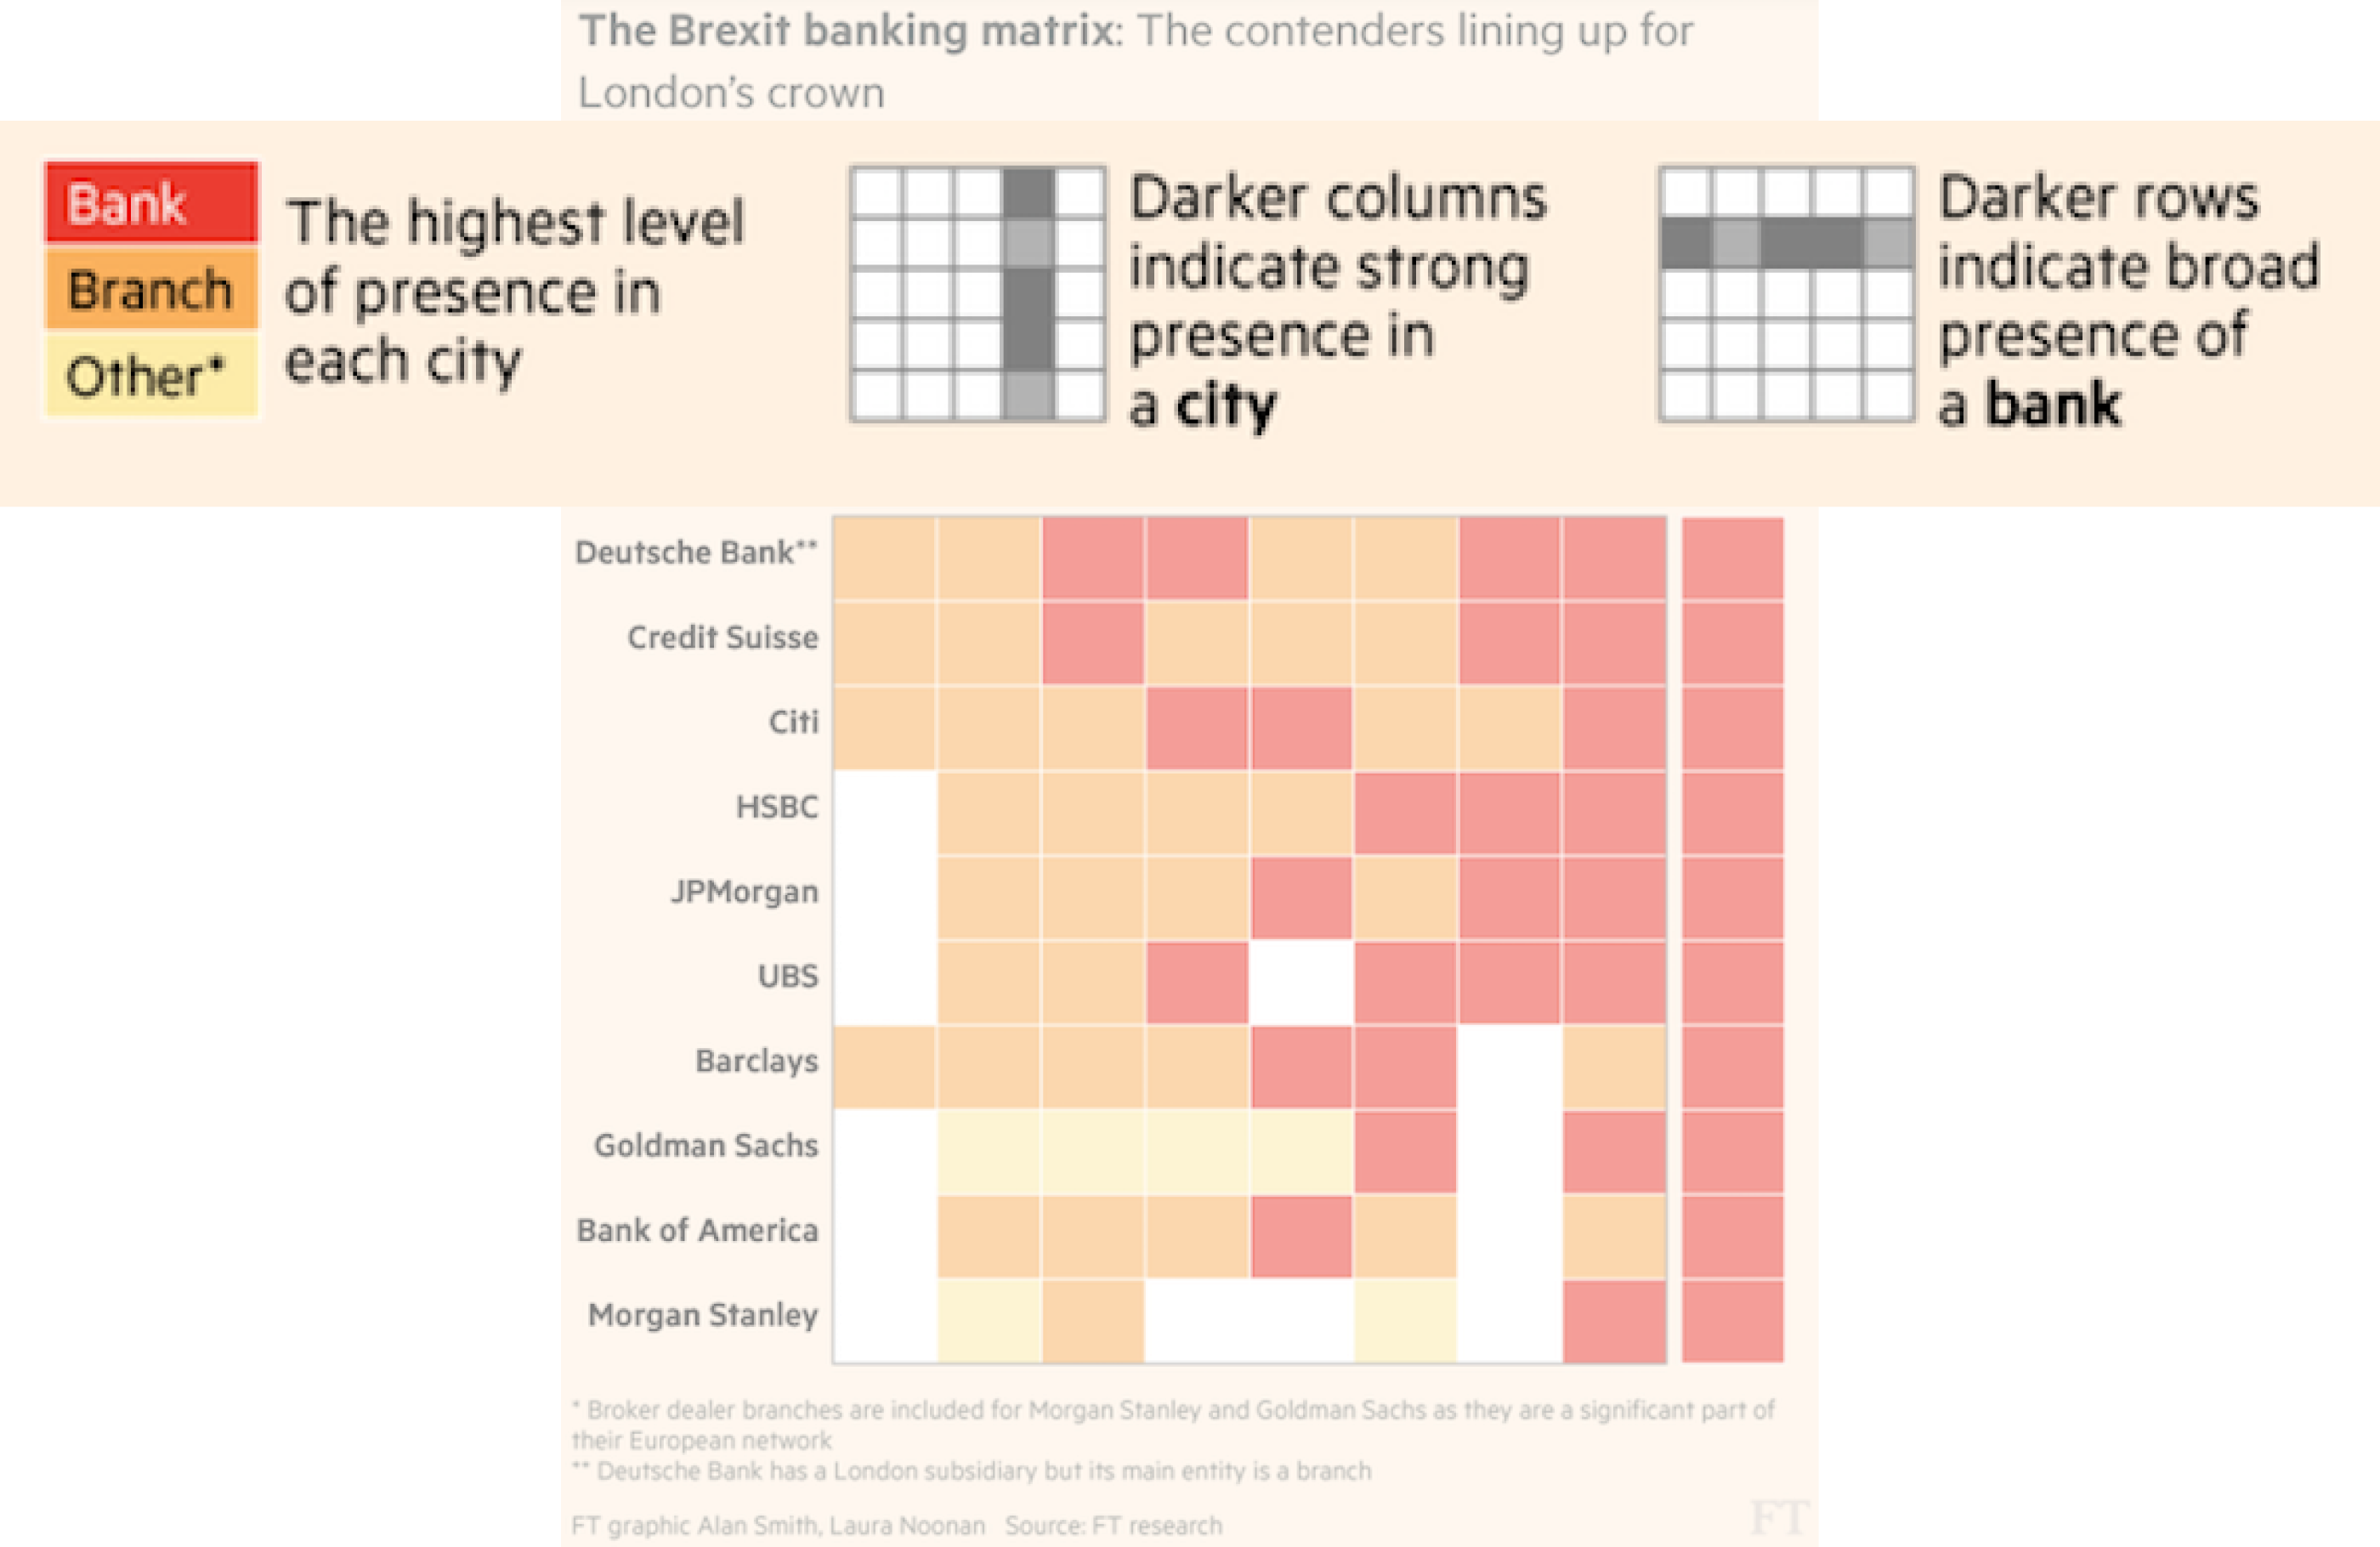 The Brexit banking matrix: The contenders lining up for
London's crown
Bank
Branch
Other*
The highest level
of presence in
each city
Darker columns
indicate strong
presence in
a city
Darker rows
indicate broad
presence of
a bank
Deutsche Bank**
Credit Suisse
Citi
HSBC
JPMorgan
UBS
Barclays
Goldman Sachs
Bank of America
Morgan Stanley
* Broker dealer branches are included for Morgan Stanley and Goldman Sachs as they are a significant part of
their European network
** Deutsche Bank has a London subsidiary but its main entity is a branch
FT graphic Alan Smith, Laura Noonan Source: FT research
FT